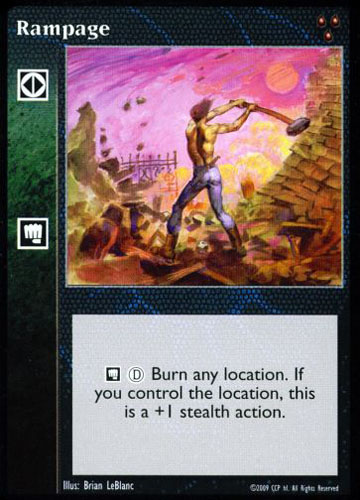 Rampage
Ⓓ Burn any location. If
you control the location, this
is a +1 stealth action.
Illus: Brian LeBlanc
©2009 CCP hf. All Rights Reserved